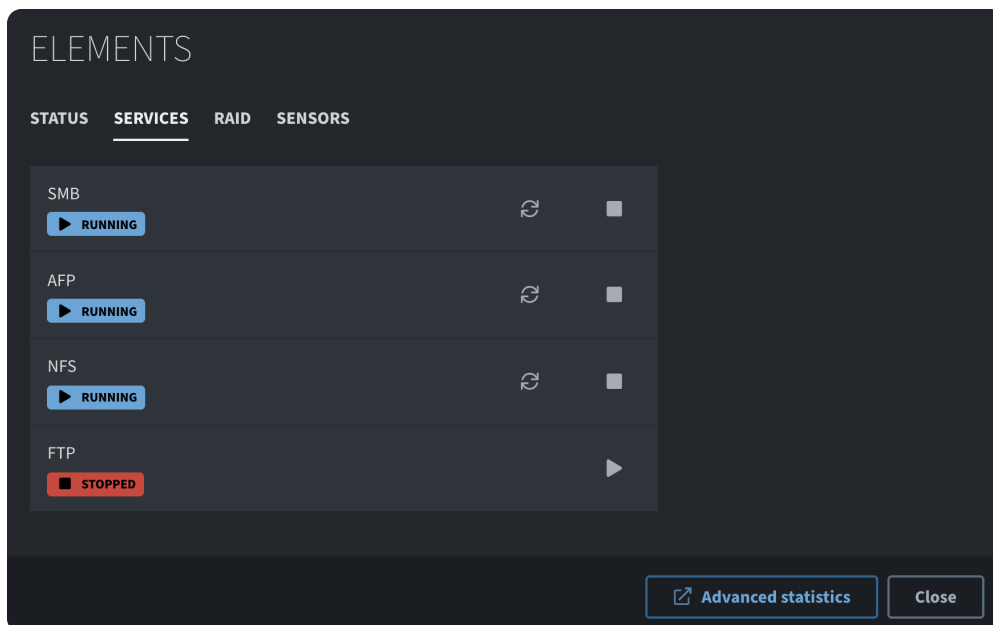 ELEMENTS
STATUS SERVICES RAID SENSORS
SMB
RUNNING
AFP
RUNNING
NFS
RUNNING
FTP
STOPPED
Advanced statistics Close